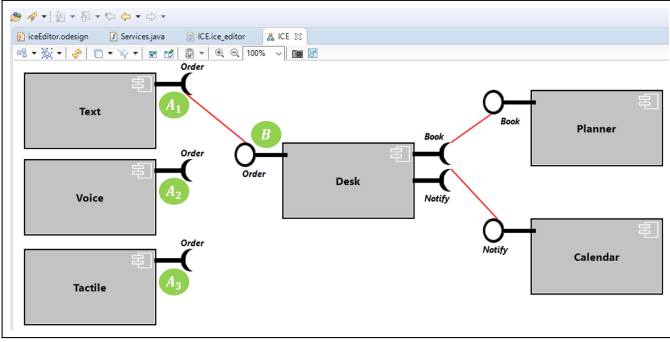 iceEditor.odesign
Services.java
ICE.ice_editor
ICE
100%
Order
A1
Text
Order
B
Order
Voice
A2
Order
Tactile
A3
Desk
Book
Notify
Book
Planner
Notify
Calendar